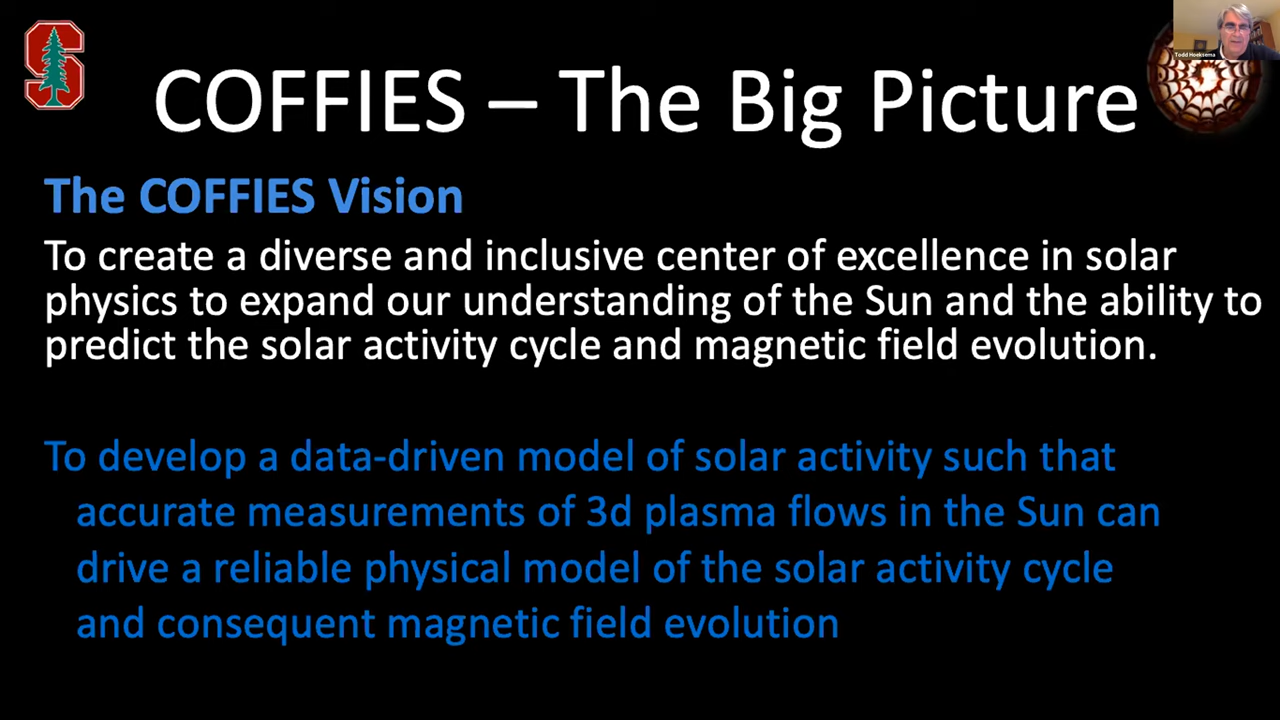 COFFIES – The Big Picture
Todd Hoeksema
The COFFIES Vision
To create a diverse and inclusive center of excellence in solar
physics to expand our understanding of the Sun and the ability to
predict the solar activity cycle and magnetic field evolution.
To develop a data-driven model of solar activity such that
accurate measurements of 3d plasma flows in the Sun can
drive a reliable physical model of the solar activity cycle
and consequent magnetic field evolution